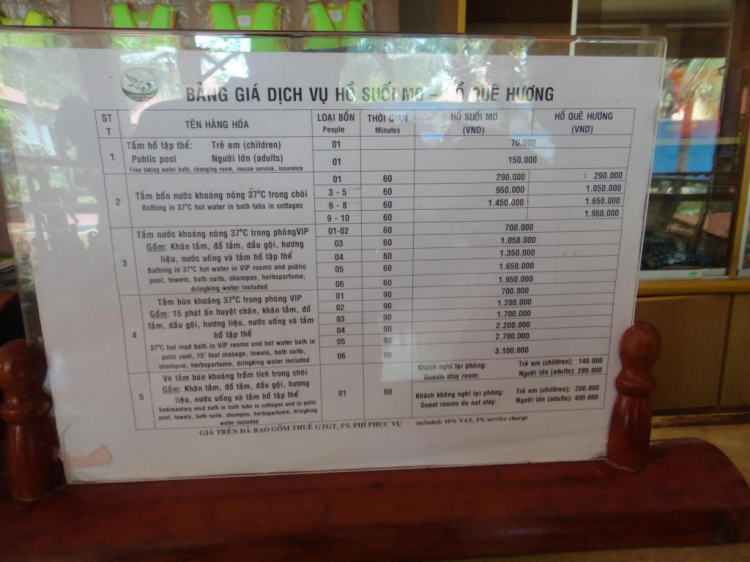 BẢNG GIÁ DỊCH VỤ HỒ SUỐI MƠ - HỒ QUÊ HƯƠNG
ST T
TÊN HÀNG HÓA
LOẠI BỒN People
THỜI GIAN Minutes
HỒ SUỐI MƠ (VND)
HỒ QUÊ HƯƠNG (VND)
1
Tắm hồ tập thể: Trẻ em (children) 01 70.000
Public pool Người lớn (adults) 01 150.000
Free taking water bath, changing room, rescue service, insurance
2
Tắm bồn nước khoáng nóng 37°C trong chòi
Bathing in 37°C hot water in bath tabs in cottages
01 60 290.000 290.000
3 - 5 60 950.000 1.050.000
6 - 8 60 1.450.000 1.650.000
9 - 10 60 1.950.000
3
Tắm nước khoáng nóng 37°C trong phòng VIP
Gồm: Khăn tắm, đồ tắm, dầu gội, hương
liệu, nước uống và tắm hồ tập thể
Bathing in 37°C hot water in VIP rooms and public
pool, towels, bath suits, shampoo, herbsparfume,
dringking water included
01-02 60 700.000
03 60 1.050.000
04 60 1.350.000
05 60 1.650.000
06 60 1.950.000
4
Tắm bùn khoáng 37°C trong phòng VIP
Gồm: 15 phút ấn huyệt chân, khăn tắm, đồ
tắm, dầu gội, hương liệu, nước uống và tắm
hồ tập thể
37°C hot mud bath in VIP rooms and hot water bath in
public pool, 15' foot massage, towels, bath suits,
shampoo, herbsparfume, dringking water included
01 90 700.000
02 90 1.200.000
03 90 1.700.000
04 90 2.200.000
05 90 2.700.000
06 90 3.100.000
5
Vé tắm bùn khoáng trầm tích trong chòi
Gồm: Khăn tắm, đồ tắm, dầu gội, hương
liệu, nước uống và tắm hồ tập thể
Sedimentary mud bath in bath tabs in cottages and in public
pool, towels, bath suits, shampoo, herbsparfume, dringking
water included
01 60
Khách nghỉ lại phòng: Trẻ em (children): 140.000
Guests stay room: Người lớn (adults): 280.000
Khách không nghỉ lại phòng: Trẻ em (children): 200.000
Guest rooms do not stay: Người lớn (adults): 400.000
GIÁ TRÊN ĐÃ BAO GỒM THUẾ GTGT, 5% PHÍ PHỤC VỤ included: 10% VAT, 5% service charge